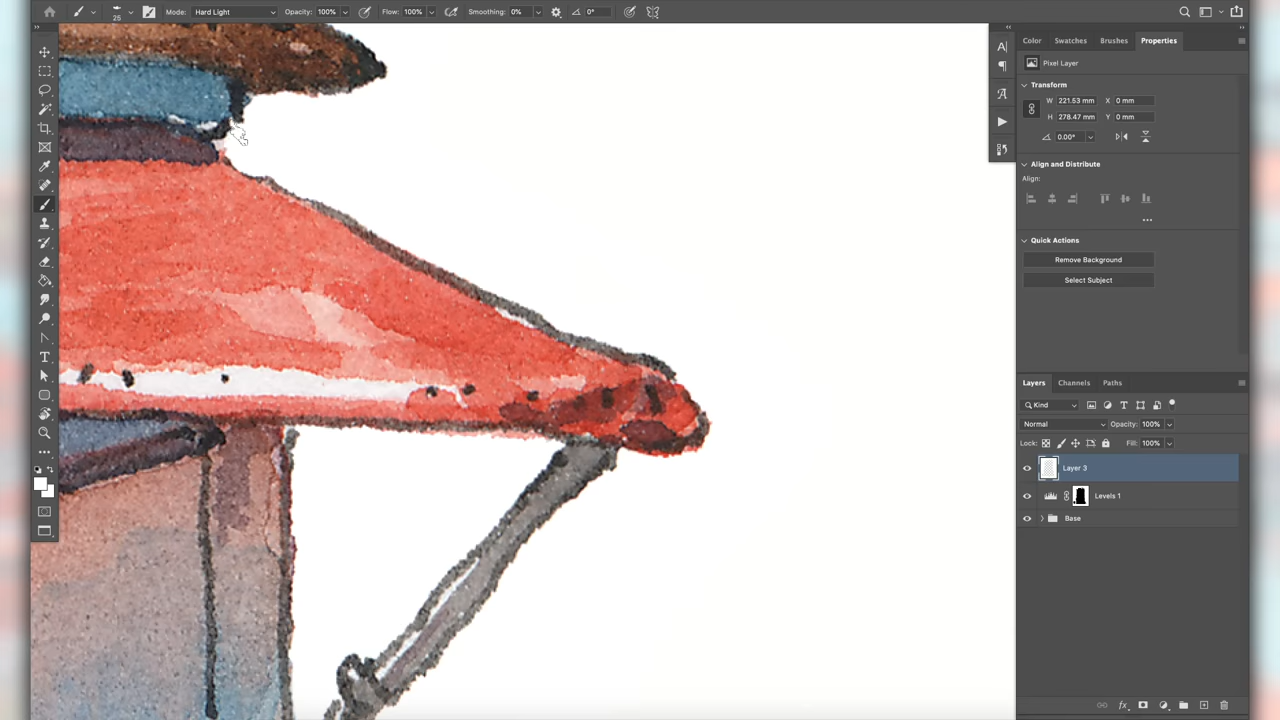 25
Mode: Hard Light Opacity: 100% Flow: 100% Smoothing: 0% 0°
Color Swatches Brushes Properties
Pixel Layer
Transform
W 221.53 mm X 0 mm
H 278.47 mm Y 0 mm
0.00°
Align and Distribute
Align:
Quick Actions
Remove Background
Select Subject
Layers Channels Paths
Kind
Normal Opacity: 100%
Lock: Fill: 100%
Layer 3
Levels 1
Base
fx